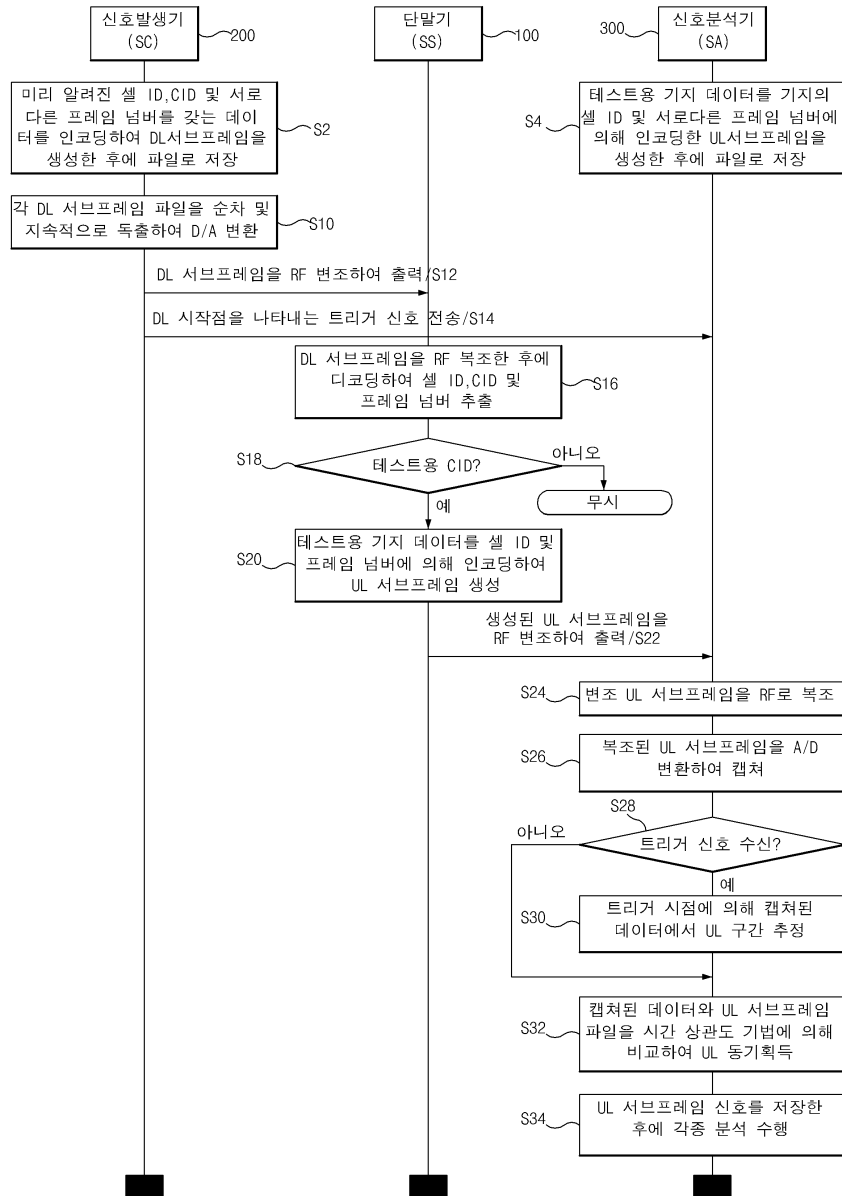 신호발생기
(SC)
200
단말기
(SS)
100
300
신호분석기
(SA)
미리 알려진 셀 ID,CID 및 서로
다른 프레임 넘버를 갖는 데이
터를 인코딩하여 DL서브프레임을
생성한 후에 파일로 저장
S2
S4
테스트용 기지 데이터를 기지의
셀 ID 및 서로다른 프레임 넘버에
의해 인코딩한 UL서브프레임을
생성한 후에 파일로 저장
각 DL 서브프레임 파일을 순차 및
지속적으로 독출하여 D/A 변환
S10
DL 서브프레임을 RF 변조하여 출력/S12
DL 시작점을 나타내는 트리거 신호 전송/S14
DL 서브프레임을 RF 복조한 후에
디코딩하여 셀 ID,CID 및
프레임 넘버 추출
S16
S18
테스트용 CID?
아니오
무시
예
S20
테스트용 기지 데이터를 셀 ID 및
프레임 넘버에 의해 인코딩하여
UL 서브프레임 생성
생성된 UL 서브프레임을
RF 변조하여 출력/S22
S24
변조 UL 서브프레임을 RF로 복조
S26
복조된 UL 서브프레임을 A/D
변환하여 캡쳐
S28
아니오
트리거 신호 수신?
예
S30
트리거 시점에 의해 캡쳐된
데이터에서 UL 구간 추정
S32
캡쳐된 데이터와 UL 서브프레임
파일을 시간 상관도 기법에 의해
비교하여 UL 동기획득
S34
UL 서브프레임 신호를 저장한
후에 각종 분석 수행